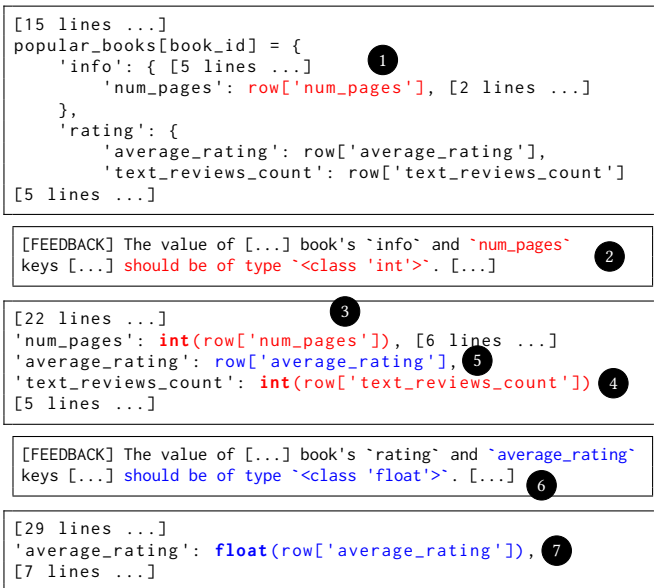 [15 lines ...]
popular_books[book_id] = {
    'info': { [5 lines ...] 1
        'num_pages': row['num_pages'], [2 lines ...]
    },
    'rating': {
        'average_rating': row['average_rating'],
        'text_reviews_count': row['text_reviews_count']
[5 lines ...]
[FEEDBACK] The value of [...] book's `info` and `num_pages`
keys [...] should be of type `<class 'int'>`. [...] 2
3
[22 lines ...]
'num_pages': int(row['num_pages']), [6 lines ...]
'average_rating': row['average_rating'], 5
'text_reviews_count': int(row['text_reviews_count']) 4
[5 lines ...]
[FEEDBACK] The value of [...] book's `rating` and `average_rating`
keys [...] should be of type `<class 'float'>`. [...] 6
[29 lines ...]
'average_rating': float(row['average_rating']), 7
[7 lines ...]